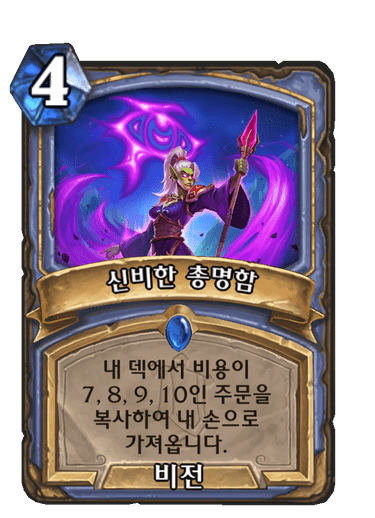 4
신비한 총명함
내 덱에서 비용이
7, 8, 9, 10인 주문을
복사하여 내 손으로
가져옵니다.
비전